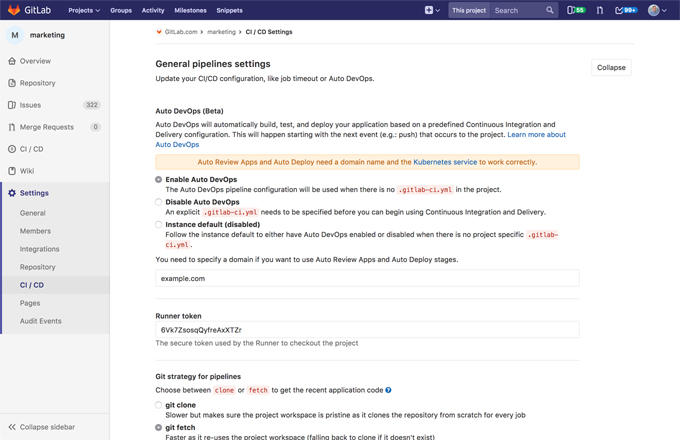 GitLab Projects Groups Activity Milestones Snippets This project Search 55 99+
M marketing
GitLab.com > marketing > CI / CD Settings
Overview
Repository
Issues 322
Merge Requests 0
CI / CD
Wiki
Settings
General
Members
Integrations
Repository
CI / CD
Pages
Audit Events
Collapse sidebar
General pipelines settings
Collapse
Update your CI/CD configuration, like job timeout or Auto DevOps.
Auto DevOps (Beta)
Auto DevOps will automatically build, test, and deploy your application based on a predefined Continuous Integration and
Delivery configuration. This will happen starting with the next event (e.g.: push) that occurs to the project. Learn more about
Auto DevOps
Auto Review Apps and Auto Deploy need a domain name and the Kubernetes service to work correctly.
Enable Auto DevOps
The Auto DevOps pipeline configuration will be used when there is no .gitlab-ci.yml in the project.
Disable Auto DevOps
An explicit .gitlab-ci.yml needs to be specified before you can begin using Continuous Integration and Delivery.
Instance default (disabled)
Follow the instance default to either have Auto DevOps enabled or disabled when there is no project specific .gitlab-
ci.yml.
You need to specify a domain if you want to use Auto Review Apps and Auto Deploy stages.
example.com
Runner token
6Vk7ZsosqQyfreAxXTZr
The secure token used by the Runner to checkout the project
Git strategy for pipelines
Choose between clone or fetch to get the recent application code ?
git clone
Slower but makes sure the project workspace is pristine as it clones the repository from scratch for every job
git fetch
Faster as it re-uses the project workspace (falling back to clone if it doesn't exist)